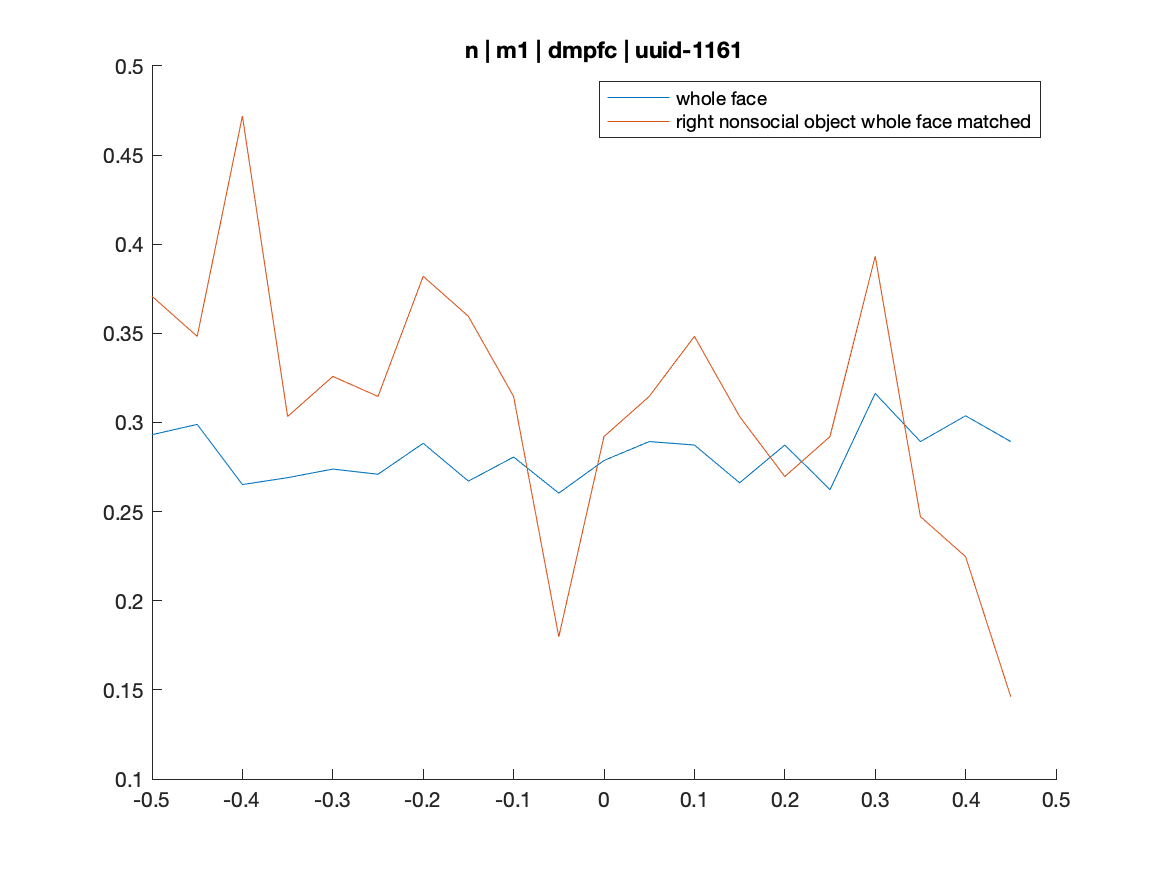 n | m1 | dmpfc | uuid-1161
whole face
right nonsocial object whole face matched
0.5
0.45
0.4
0.35
0.3
0.25
0.2
0.15
0.1
-0.5 -0.4 -0.3 -0.2 -0.1 0 0.1 0.2 0.3 0.4 0.5